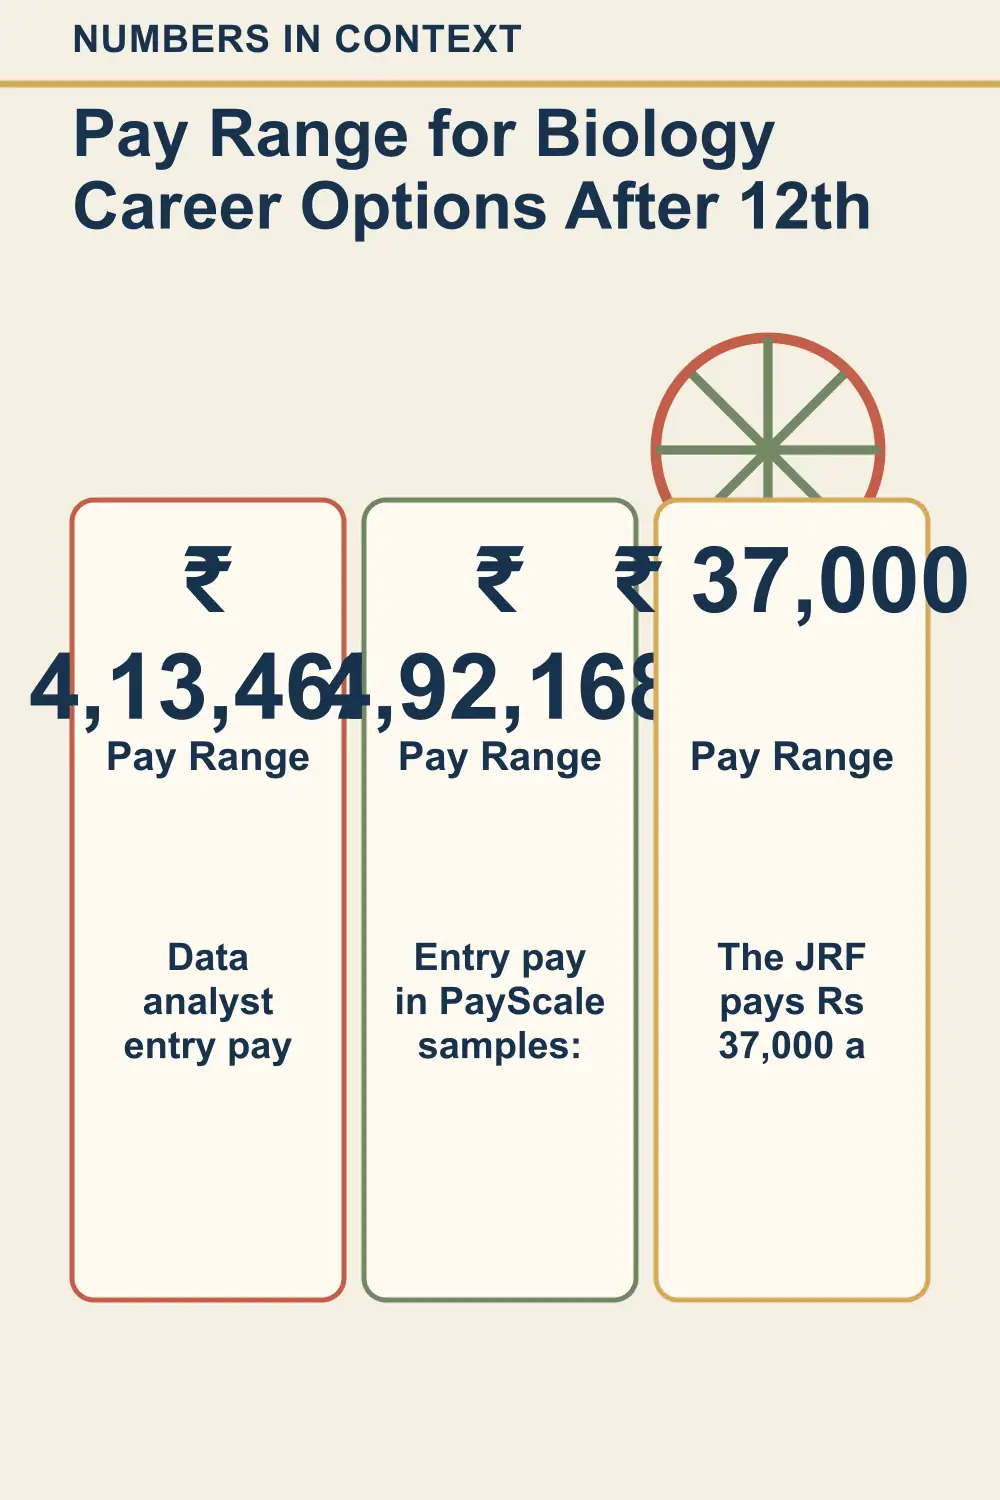 NUMBERS IN CONTEXT
Pay Range for Biology
Career Options After 12th
₹
4,13,46
Pay Range
Data
analyst
entry pay
₹
4,92,168
Pay Range
Entry pay
in PayScale
samples:
₹ 37,000
Pay Range
The JRF
pays Rs
37,000 a